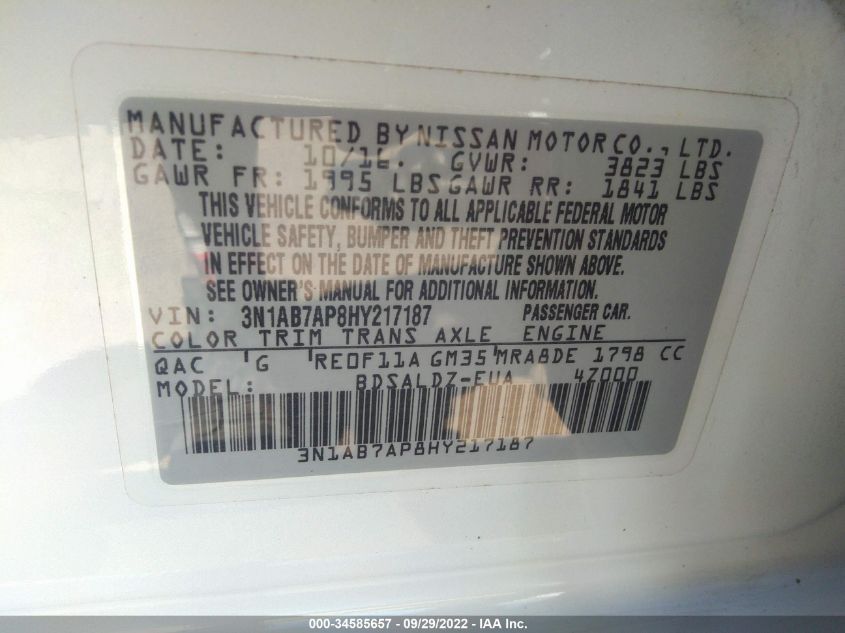 MANUFACTURED BY NISSAN MOTOR CO., LTD.
DATE: 10/16. GVWR: 3823 LBS
GAWR FR: 1995 LBS GAWR RR: 1841 LBS
THIS VEHICLE CONFORMS TO ALL APPLICABLE FEDERAL MOTOR
VEHICLE SAFETY, BUMPER AND THEFT PREVENTION STANDARDS
IN EFFECT ON THE DATE OF MANUFACTURE SHOWN ABOVE.
SEE OWNER'S MANUAL FOR ADDITIONAL INFORMATION.
VIN: 3N1AB7AP8HY217187 PASSENGER CAR.
COLOR TRIM TRANS AXLE ENGINE
QAC G RE0F11A GM35 MRA8DE 1798 CC
MODEL: BDSALDZ-EUA 4Z000
3N1AB7AP8HY217187
000-34585657 - 09/29/2022 - IAA Inc.